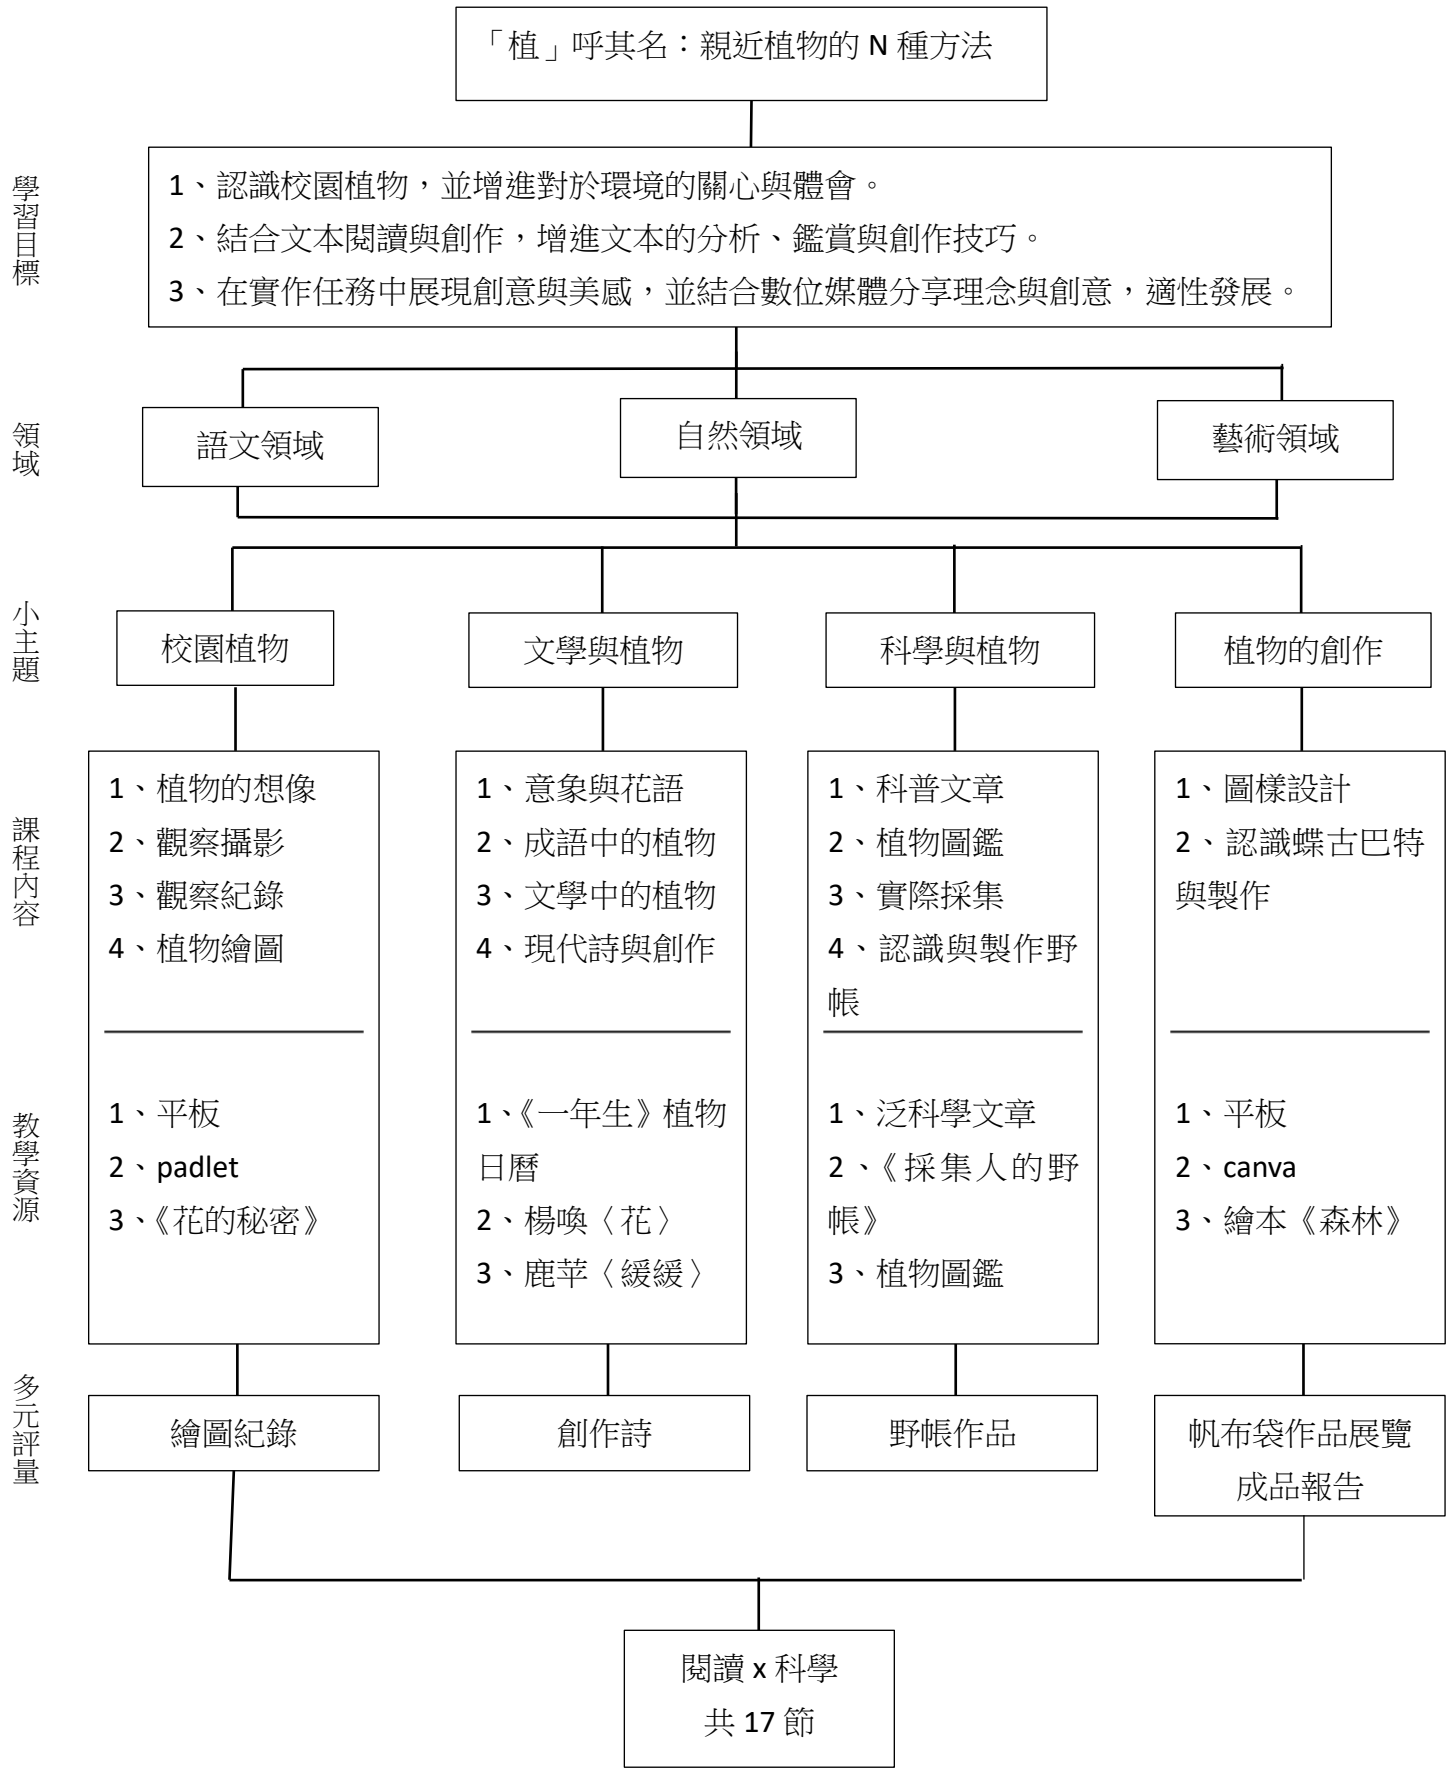 「植」呼其名：親近植物的 N 種方法
學習目標
1、認識校園植物，並增進對於環境的關心與體會。
2、結合文本閱讀與創作，增進文本的分析、鑑賞與創作技巧。
3、在實作任務中展現創意與美感，並結合數位媒體分享理念與創意，適性發展。
領域
語文領域
自然領域
藝術領域
小主題
校園植物
文學與植物
科學與植物
植物的創作
課程內容
1、植物的想像
2、觀察攝影
3、觀察紀錄
4、植物繪圖
1、意象與花語
2、成語中的植物
3、文學中的植物
4、現代詩與創作
1、科普文章
2、植物圖鑑
3、實際採集
4、認識與製作野
帳
1、圖樣設計
2、認識蝶古巴特
與製作
教學資源
1、平板
2、padlet
3、《花的秘密》
1、《一年生》植物
日曆
2、楊喚〈花〉
3、鹿苹〈緩緩〉
1、泛科學文章
2、《採集人的野
帳》
3、植物圖鑑
1、平板
2、canva
3、繪本《森林》
多元評量
繪圖紀錄
創作詩
野帳作品
帆布袋作品展覽
成品報告
閱讀 x 科學
共 17 節